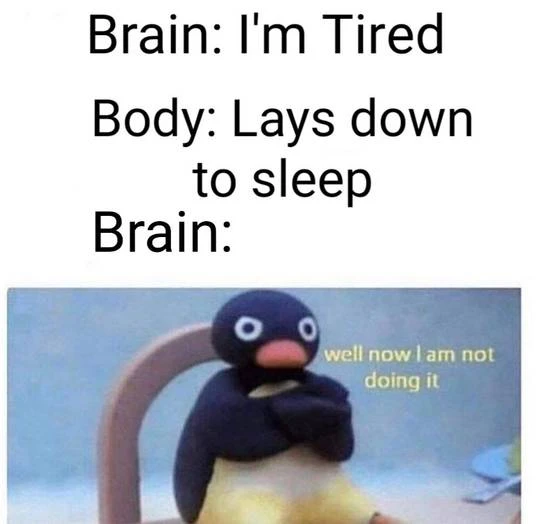 Brain: I'm Tired
Body: Lays down
to sleep
Brain:
well now I am not
doing it